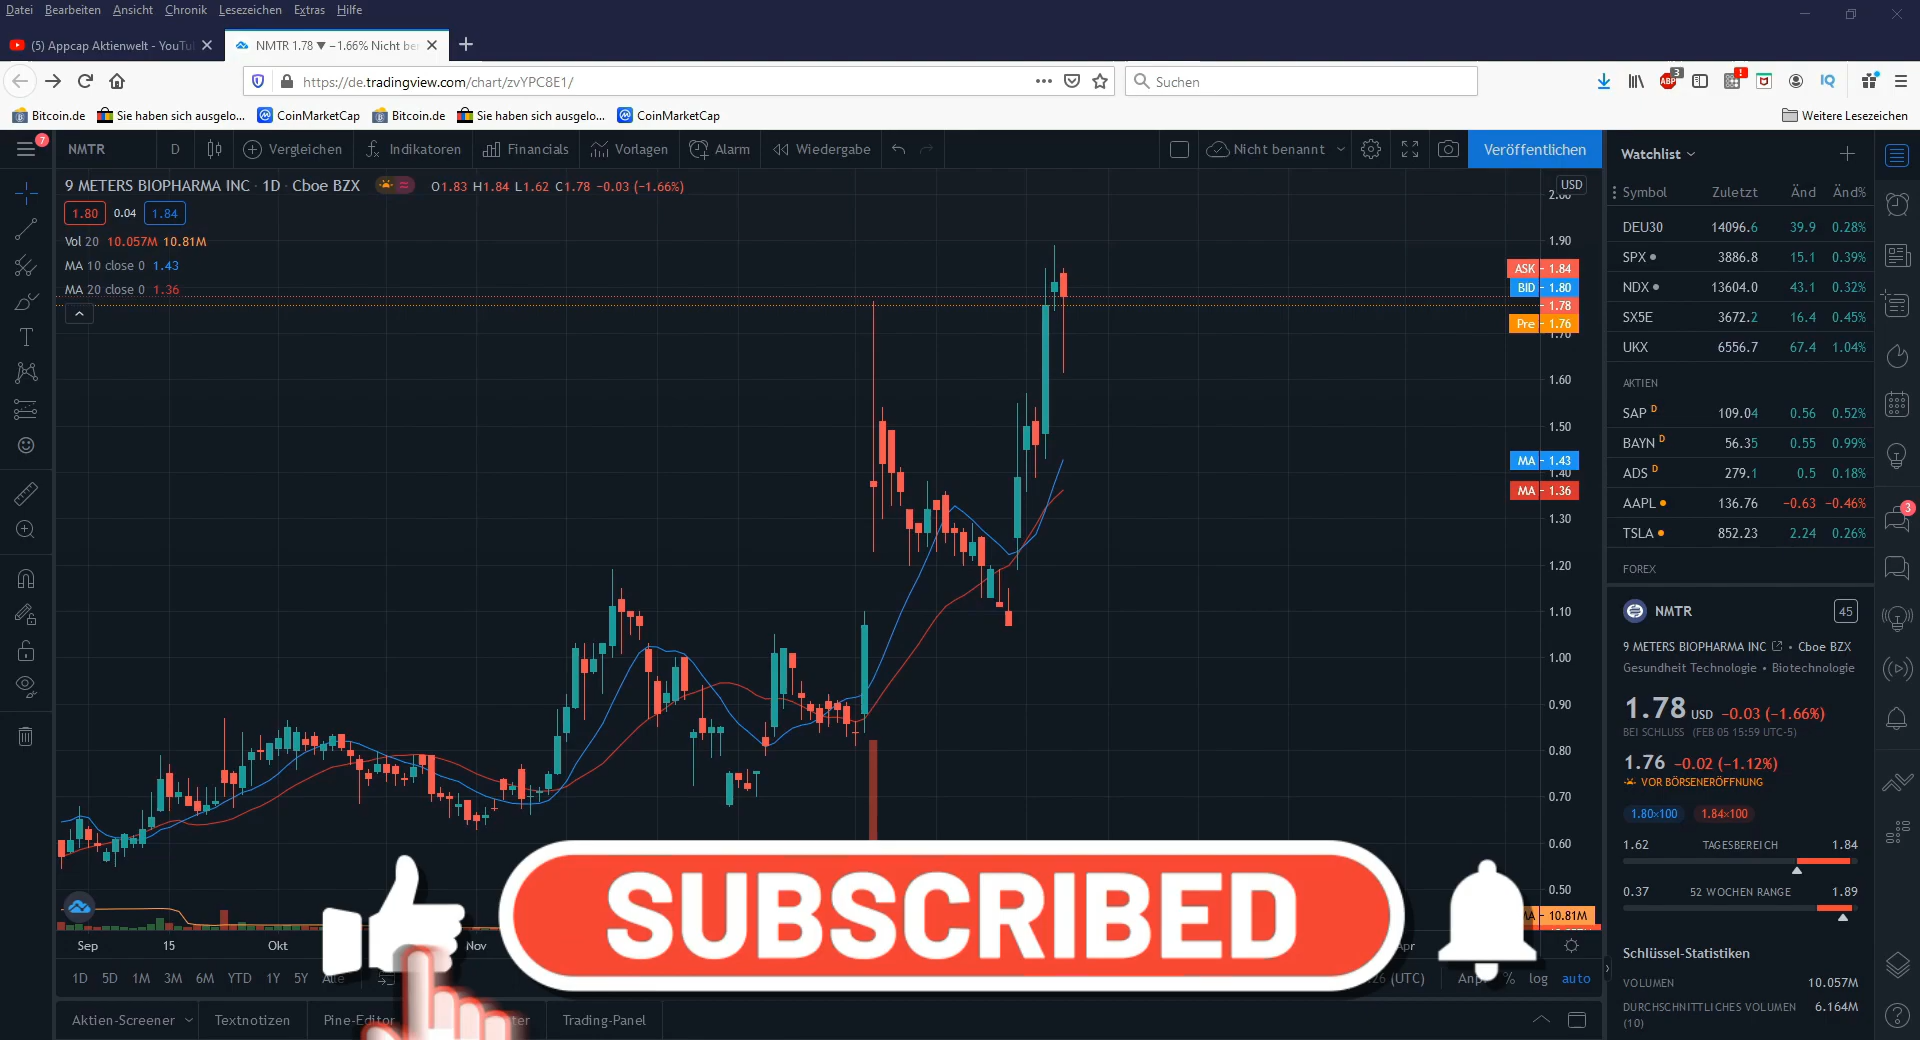 Datei Bearbeiten Ansicht Chronik Lesezeichen Extras Hilfe
(5) Appcap Aktienwelt - YouTu
NMTR 1.78 ▼ −1.66% Nicht be
https://de.tradingview.com/chart/zvYPC8E1/
Suchen
3
!
IQ
ABP
Bitcoin.de Sie haben sich ausgelo... CoinMarketCap Bitcoin.de Sie haben sich ausgelo... CoinMarketCap Weitere Lesezeichen
7
NMTR D Vergleichen Indikatoren Financials Vorlagen Alarm Wiedergabe Nicht benannt Veröffentlichen
9 METERS BIOPHARMA INC · 1D · Cboe BZX O1.83 H1.84 L1.62 C1.78 −0.03 (−1.66%)
1.80 0.04 1.84
Vol 20 10.057M 10.81M
MA 10 close 0 1.43
MA 20 close 0 1.36
USD
1.90
ASK - 1.84
BID - 1.80
1.78
Pre - 1.76
1.70
1.60
1.50
MA - 1.43
1.40
MA - 1.36
1.30
1.20
1.10
1.00
0.90
0.80
0.70
0.60
0.50
10.81M
Sep 15 Okt Nov Apr
1D 5D 1M 3M 6M YTD 1Y 5Y Alle (UTC) % log auto
Aktien-Screener Textnotizen Pine-Editor Trading-Panel
SUBSCRIBED
Watchlist
Symbol Zuletzt Änd Änd%
DEU30 14096.6 39.9 0.28%
SPX 3886.8 15.1 0.39%
NDX 13604.0 43.1 0.32%
SX5E 3672.2 16.4 0.45%
UKX 6556.7 67.4 1.04%
AKTIEN
SAP D 109.04 0.56 0.52%
BAYN D 56.35 0.55 0.99%
ADS D 279.1 0.5 0.18%
AAPL 136.76 −0.63 −0.46%
TSLA 852.23 2.24 0.26%
FOREX
NMTR 45
9 METERS BIOPHARMA INC • Cboe BZX
Gesundheit Technologie • Biotechnologie
1.78 USD −0.03 (−1.66%)
BEI SCHLUSS (FEB 05 15:59 UTC-5)
1.76 −0.02 (−1.12%)
VOR BÖRSENERÖFFNUNG
1.80×100 1.84×100
1.62 TAGESBEREICH 1.84
0.37 52 WOCHEN RANGE 1.89
Schlüssel-Statistiken
VOLUMEN 10.057M
DURCHSCHNITTLICHES VOLUMEN 6.164M
(10)
3